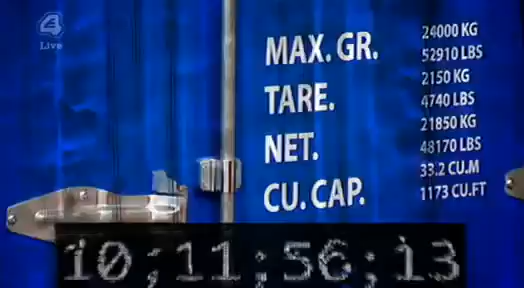 4
Live
MAX. GR. 24000 KG
52910 LBS
TARE. 2150 KG
4740 LBS
NET. 21850 KG
48170 LBS
CU. CAP. 33.2 CU.M
1173 CU.FT
10;11;56;13